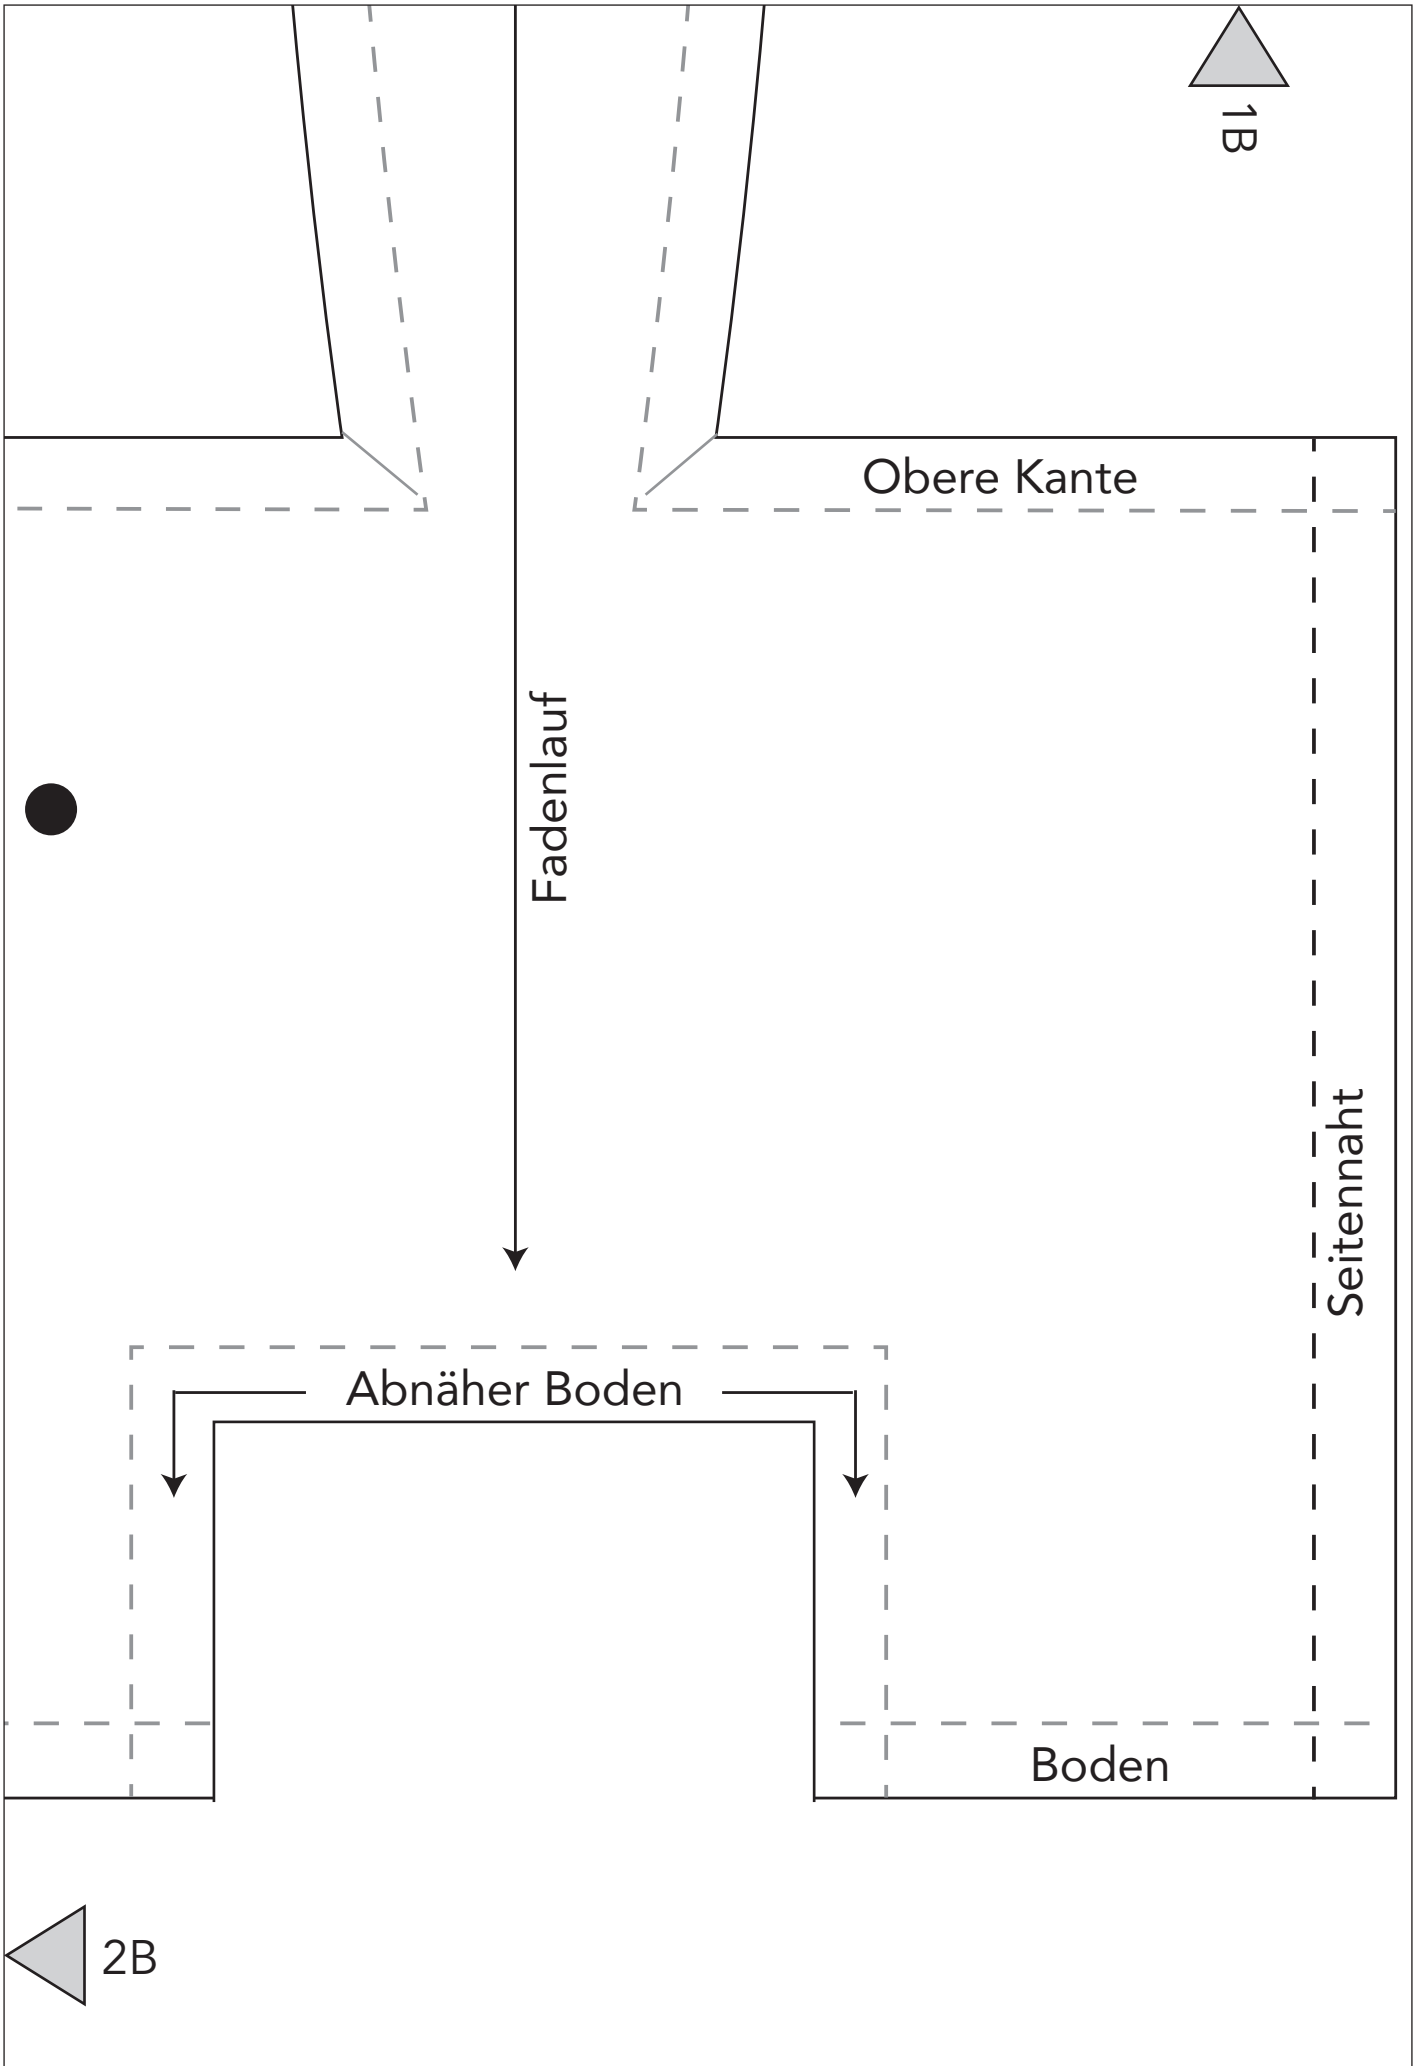 1B
Obere Kante
Fadenlauf
Seitennaht
Abnäher Boden
Boden
2B